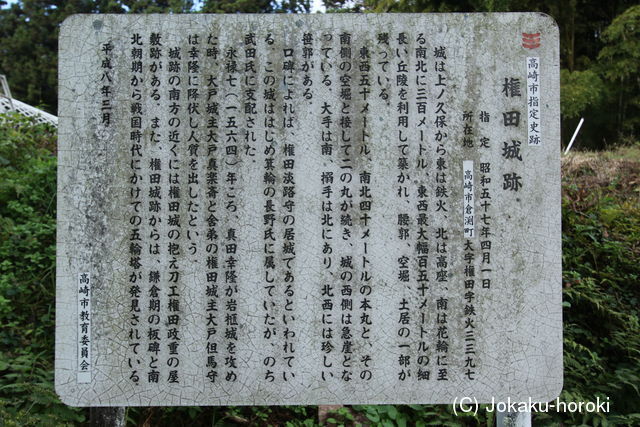 高崎市指定史跡
権田城跡
指定 昭和五十七年四月一日
所在地 高崎市倉渕町大字権田字鉄火三三九七
城は上ノ久保から東は鉄火、北は高座、南は花輪に至
る南北に三百メートル、東西最大幅百五十メートルの細
長い丘陵を利用して築かれ、腰郭、空堀、土居の一部が
残っている。
東西五十メートル、南北四十メートルの本丸と、その
南側の空堀と接して二の丸が続き、城の西側は急崖とな
っている。大手は南、搦手は北にあり、北西には珍しい
笹郭がある。
口碑によれば、権田淡路守の居城であるといわれてい
る。この城ははじめ箕輪の長野氏に属していたが、のち
武田氏に支配された。
永禄七（一五六四）年ころ、真田幸隆が岩櫃城を攻め
た時、大戸城主大戸真楽斎と舎弟の権田城主大戸但馬守
は幸隆に降伏し人質を出したという。
城跡の南方の近くには権田城の抱え刀工権田政重の屋
敷跡がある。また、権田城跡からは、鎌倉期の板碑と南
北朝期から戦国時代にかけての五輪塔が発見されている。
平成八年三月
高崎市教育委員会
(C) Jokaku-horoki